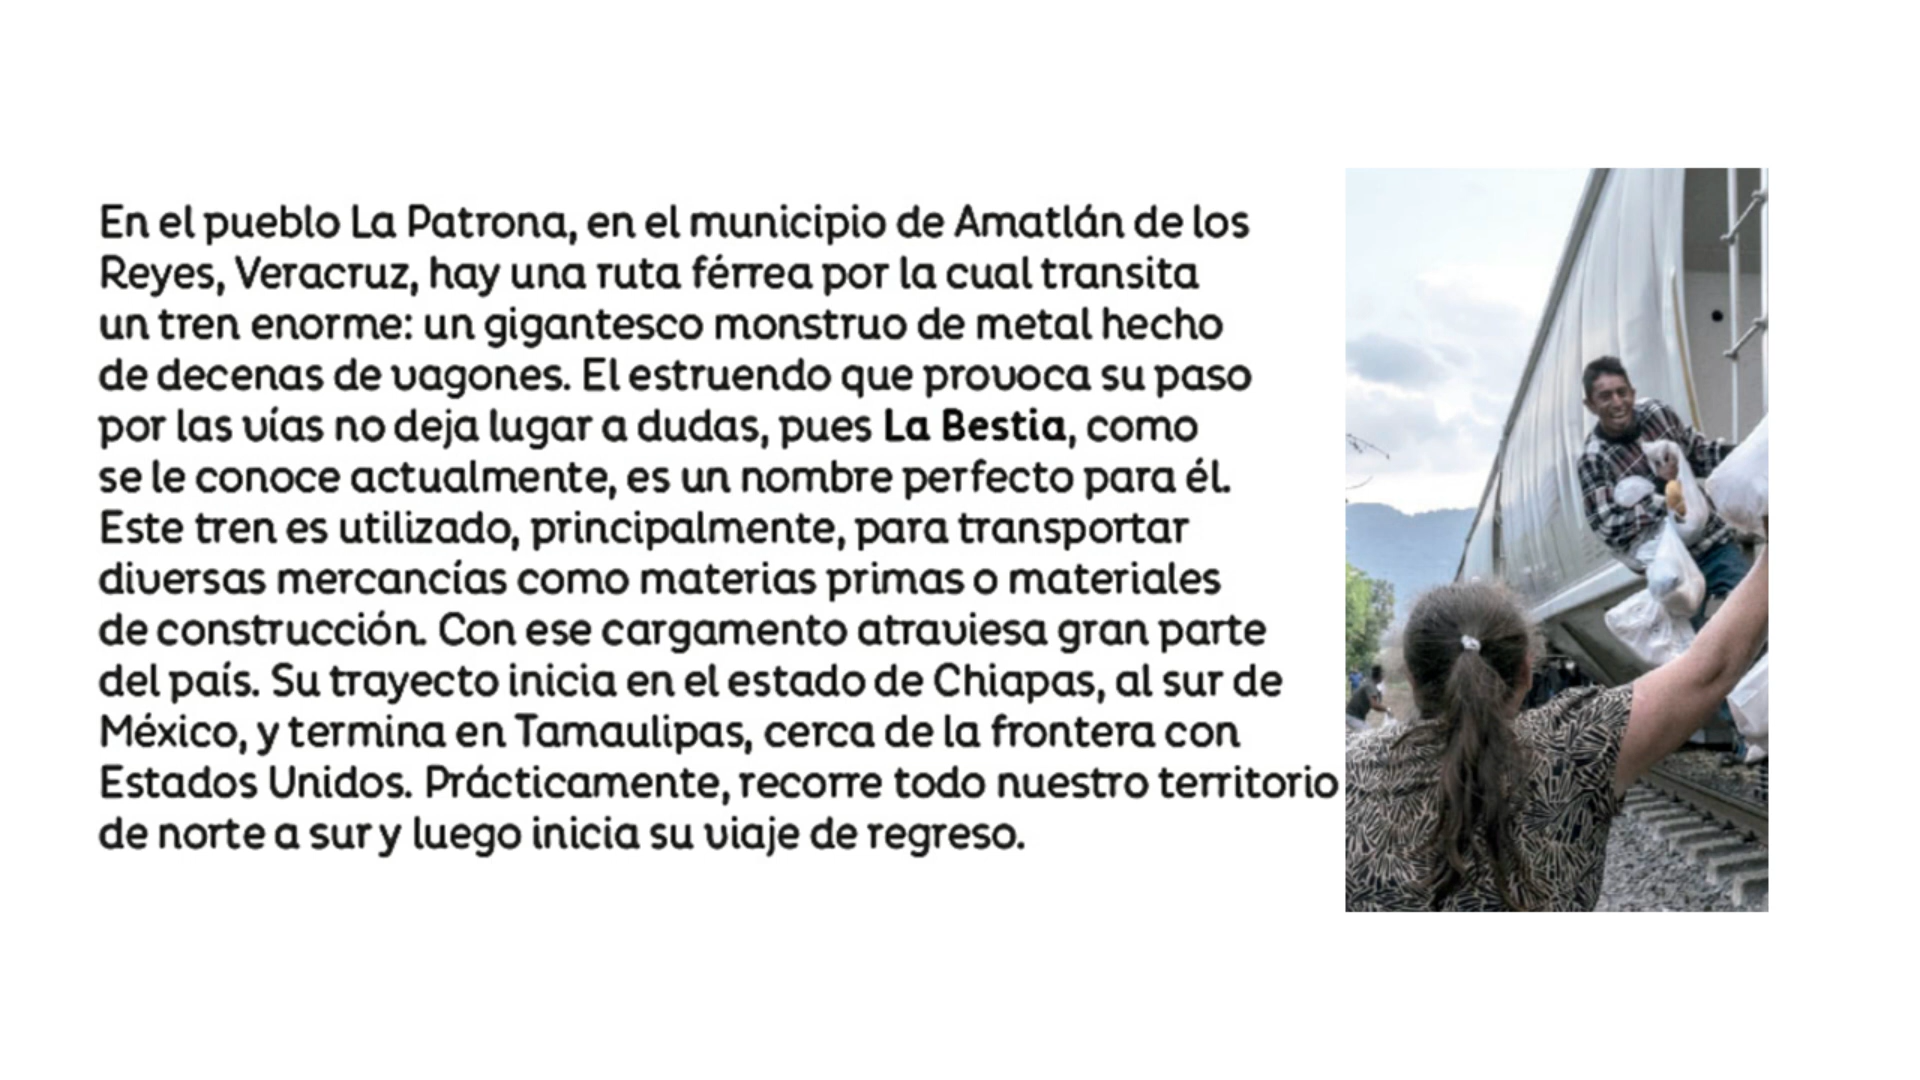 En el pueblo La Patrona, en el municipio de Amatlán de los
Reyes, Veracruz, hay una ruta férrea por la cual transita
un tren enorme: un gigantesco monstruo de metal hecho
de decenas de vagones. El estruendo que provoca su paso
por las vías no deja lugar a dudas, pues La Bestia, como
se le conoce actualmente, es un nombre perfecto para él.
Este tren es utilizado, principalmente, para transportar
diversas mercancías como materias primas o materiales
de construcción. Con ese cargamento atraviesa gran parte
del país. Su trayecto inicia en el estado de Chiapas, al sur de
México, y termina en Tamaulipas, cerca de la frontera con
Estados Unidos. Prácticamente, recorre todo nuestro territorio
de norte a sur y luego inicia su viaje de regreso.